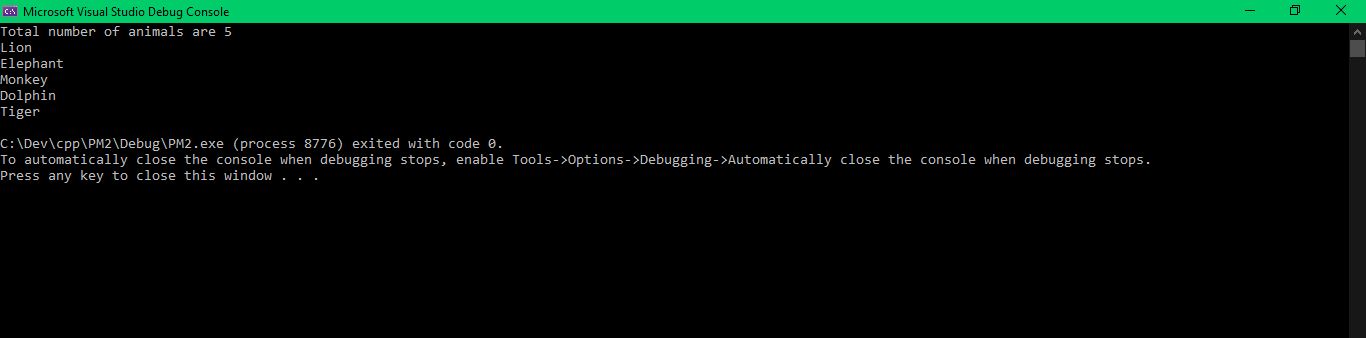 Microsoft Visual Studio Debug Console
Total number of animals are 5
Lion
Elephant
Monkey
Dolphin
Tiger
C:\Dev\cpp\PM2\Debug\PM2.exe (process 8776) exited with code 0.
To automatically close the console when debugging stops, enable Tools->Options->Debugging->Automatically close the console when debugging stops.
Press any key to close this window . . .